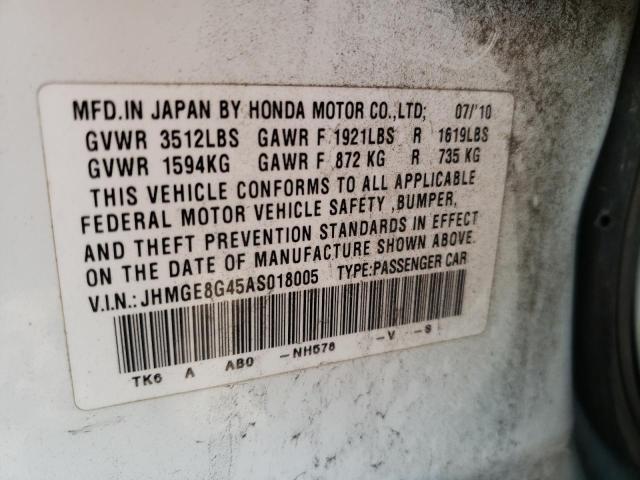 MFD.IN JAPAN BY HONDA MOTOR CO.,LTD; 07/'10
GVWR 3512LBS GAWR F 1921LBS R 1619LBS
GVWR 1594KG GAWR F 872 KG R 735 KG
THIS VEHICLE CONFORMS TO ALL APPLICABLE
FEDERAL MOTOR VEHICLE SAFETY ,BUMPER,
AND THEFT PREVENTION STANDARDS IN EFFECT
ON THE DATE OF MANUFACTURE SHOWN ABOVE.
V.I.N.: JHMGE8G45AS018005 TYPE:PASSENGER CAR
TK6 A AB0 -NH578 -V -S